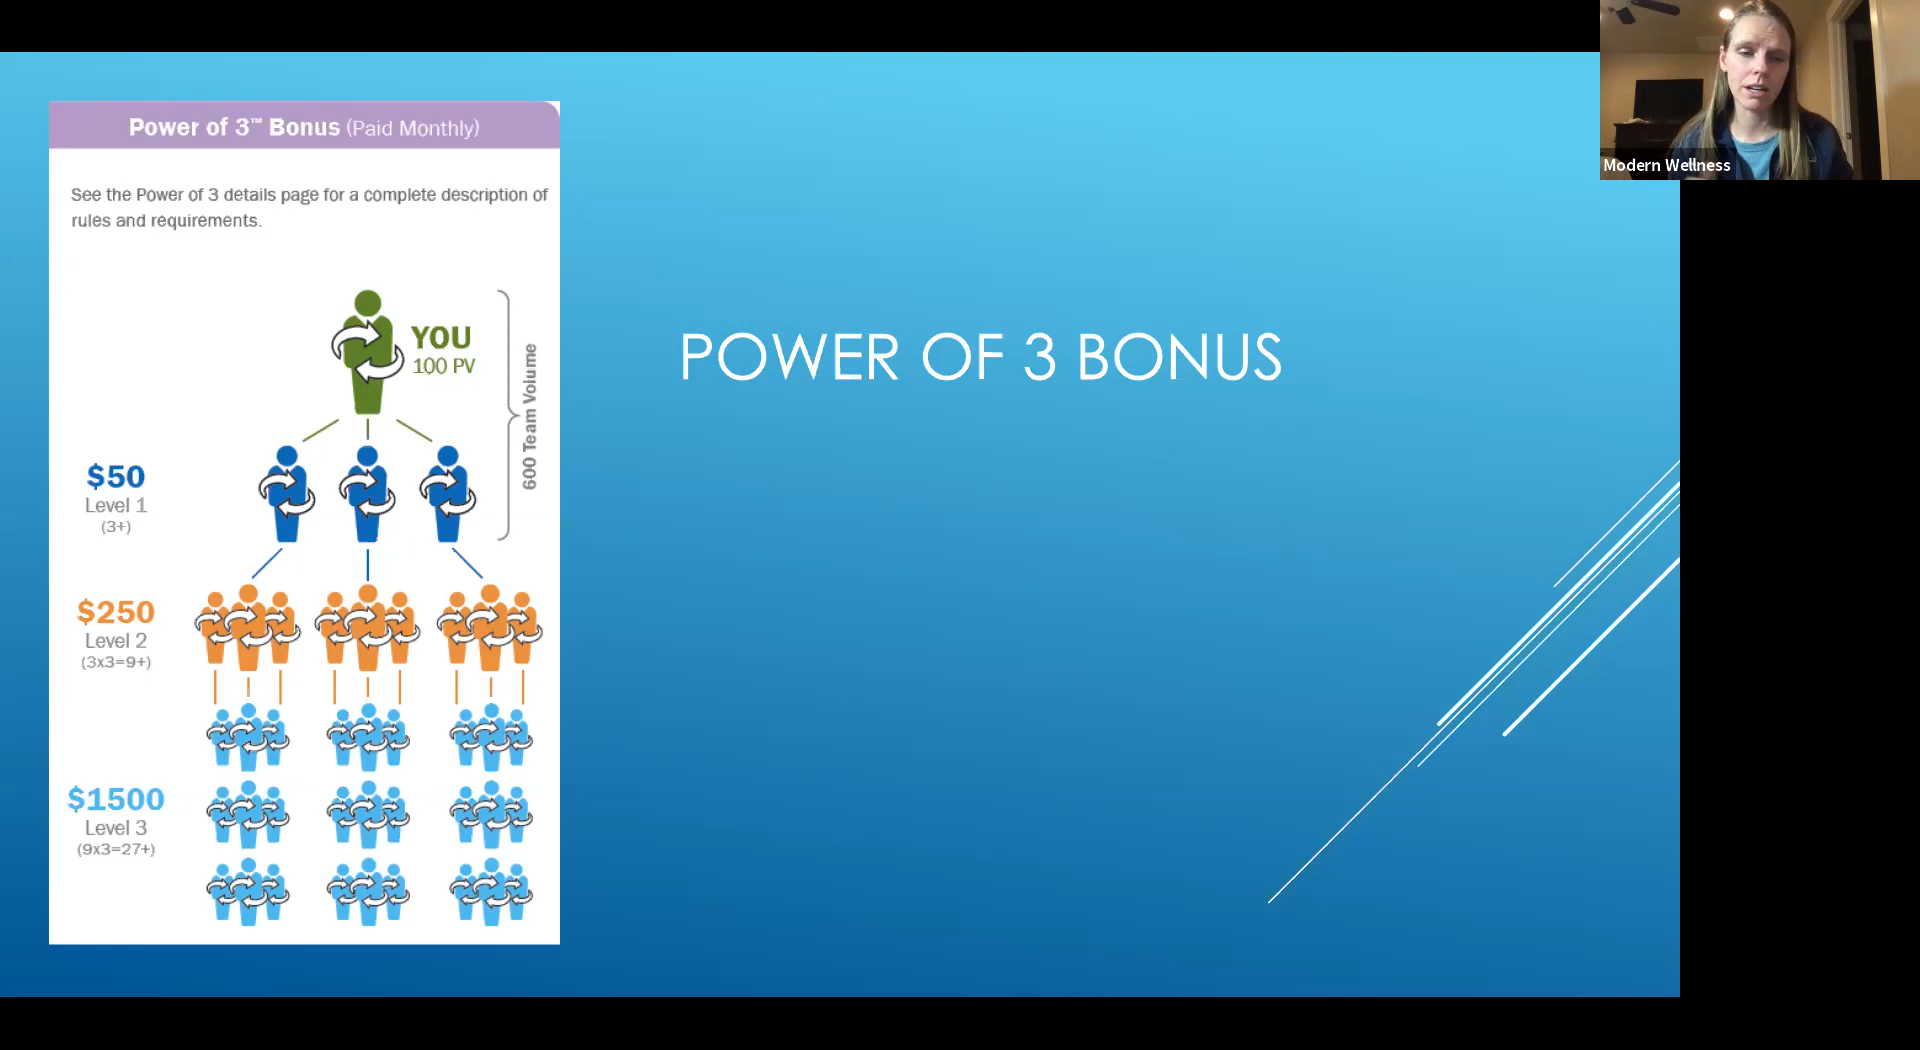 Power of 3™ Bonus (Paid Monthly)
See the Power of 3 details page for a complete description of
rules and requirements.
YOU
100 PV
600 Team Volume
$50
Level 1
(3+)
$250
Level 2
(3x3=9+)
$1500
Level 3
(9x3=27+)
POWER OF 3 BONUS
Modern Wellness